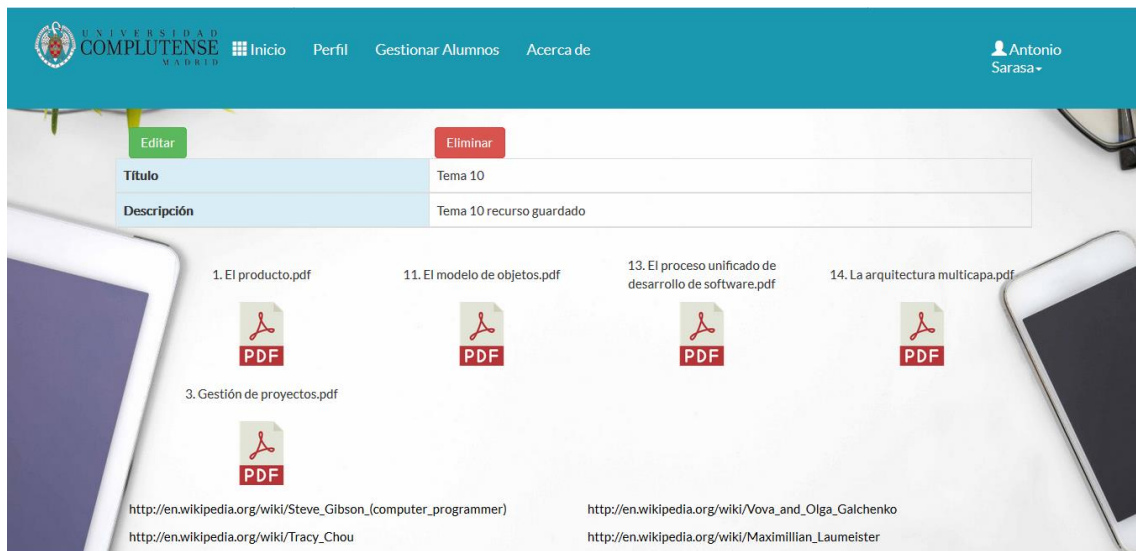 UNIVERSIDAD
COMPLUTENSE
MADRID
Inicio Perfil Gestionar Alumnos Acerca de
Antonio
Sarasa
Editar Eliminar
Título Tema 10
Descripción Tema 10 recurso guardado
1. El producto.pdf
11. El modelo de objetos.pdf
13. El proceso unificado de
desarrollo de software.pdf
14. La arquitectura multicapa.pdf
PDF
PDF
PDF
PDF
3. Gestión de proyectos.pdf
PDF
http://en.wikipedia.org/wiki/Steve_Gibson_(computer_programmer) http://en.wikipedia.org/wiki/Vova_and_Olga_Galchenko
http://en.wikipedia.org/wiki/Tracy_Chou http://en.wikipedia.org/wiki/Maximillian_Laumeister